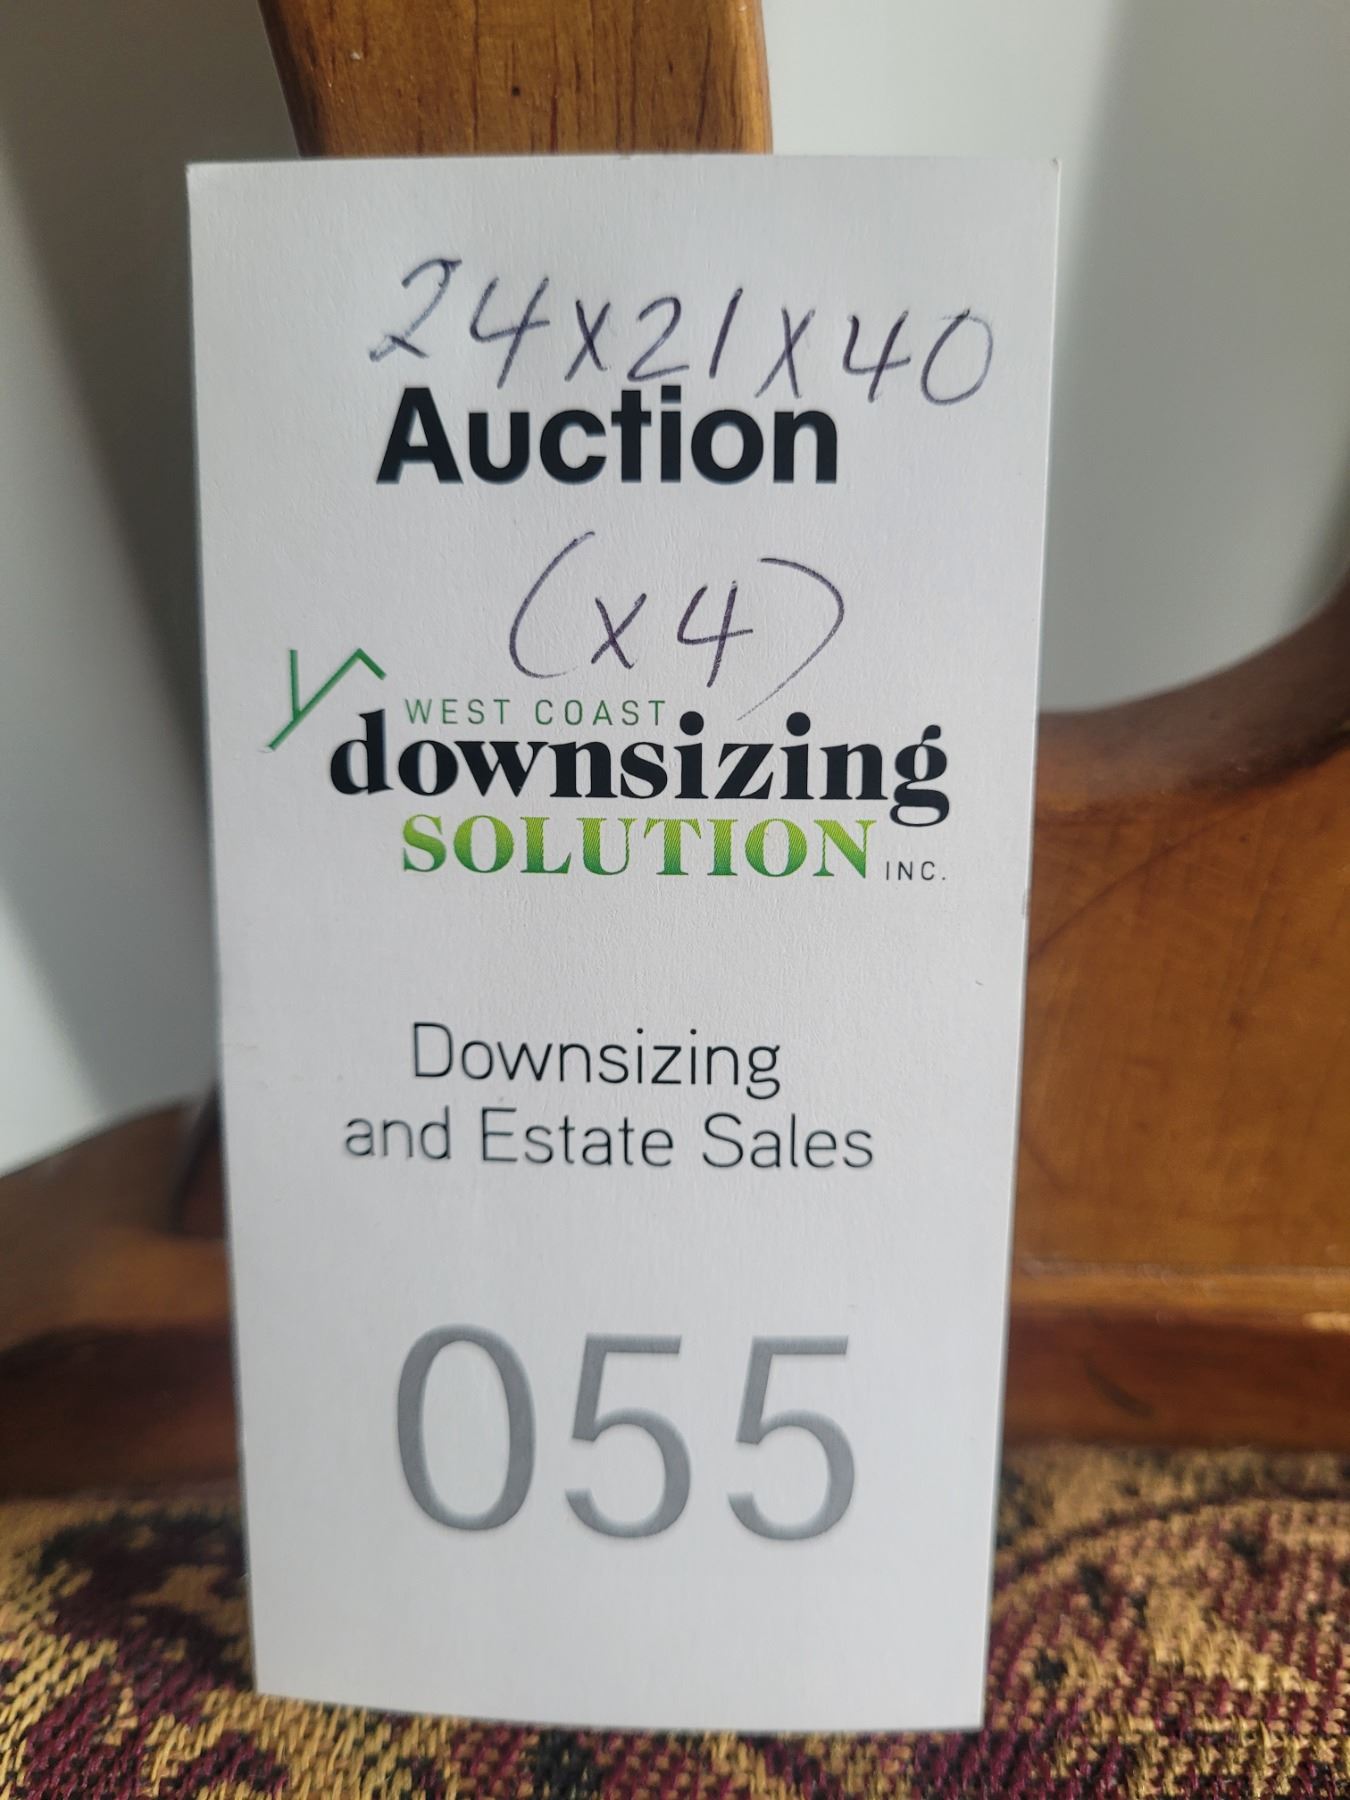 24x21x40
Auction
(x4)
WEST COAST
downsizing
SOLUTION INC.
Downsizing
and Estate Sales
055